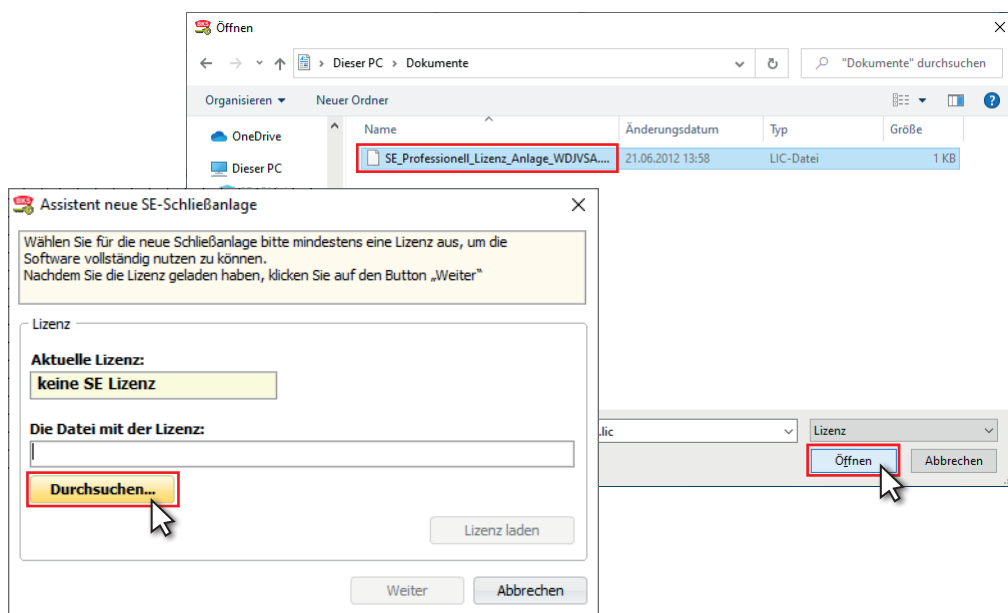 BKS Öffnen
Dieser PC › Dokumente
"Dokumente" durchsuchen
Organisieren
Neuer Ordner
?
OneDrive
Dieser PC
Name
Änderungsdatum
Typ
Größe
SE_Professionell_Lizenz_Anlage_WDJVSA....
21.06.2012 13:58
LIC-Datei
1 KB
.lic
Lizenz
Öffnen
Abbrechen
BKS Assistent neue SE-Schließanlage
Wählen Sie für die neue Schließanlage bitte mindestens eine Lizenz aus, um die
Software vollständig nutzen zu können.
Nachdem Sie die Lizenz geladen haben, klicken Sie auf den Button „Weiter"
Lizenz
Aktuelle Lizenz:
keine SE Lizenz
Die Datei mit der Lizenz:
Durchsuchen...
Lizenz laden
Weiter
Abbrechen